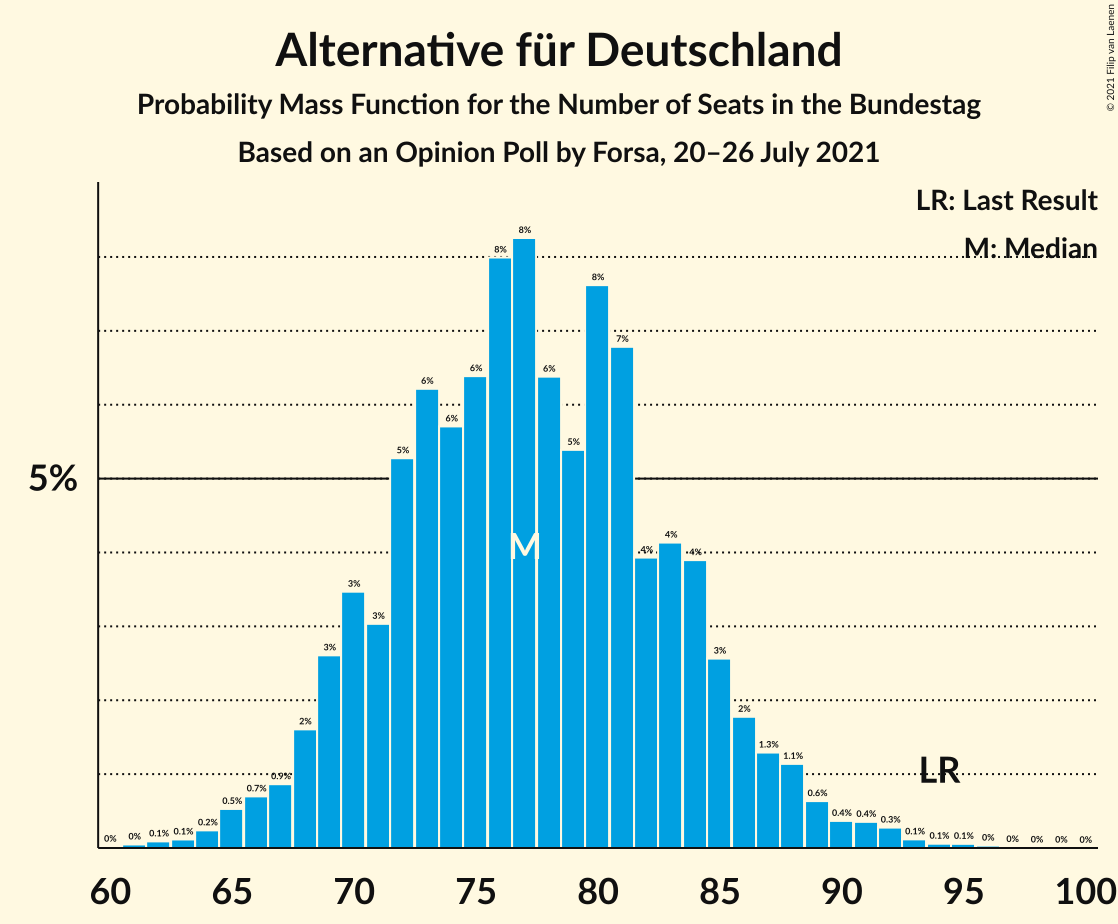 Alternative für Deutschland
Probability Mass Function for the Number of Seats in the Bundestag
Based on an Opinion Poll by Forsa, 20–26 July 2021
© 2021 Filip van Laenen
LR: Last Result
M: Median
5%
0% 0% 0.1% 0.1% 0.2% 0.5% 0.7% 0.9% 2% 3% 3% 3% 5% 6% 6% 6% 8% 8% 6% 5% 8% 7% 4% 4% 4% 3% 2% 1.3% 1.1% 0.6% 0.4% 0.4% 0.3% 0.1% 0.1% 0.1% 0% 0% 0% 0% 0%
M
LR
60 65 70 75 80 85 90 95 100